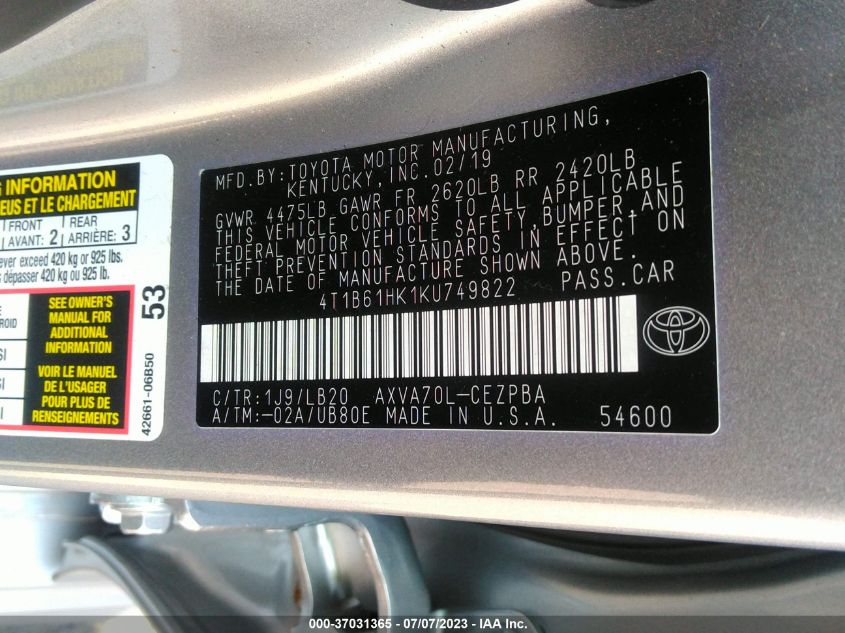 G INFORMATION
EUS ET LE CHARGEMENT
FRONT
AVANT: 2
REAR
ARRIÈRE: 3
ever exceed 420 kg or 925 lbs.
s dépasser 420 kg ou 925 lb.
SEE OWNER'S
MANUAL FOR
ADDITIONAL
INFORMATION
VOIR LE MANUEL
DE L'USAGER
POUR PLUS DE
RENSEIGNEMENTS
53
42661-06B50
MFD.BY:TOYOTA MOTOR MANUFACTURING,
KENTUCKY, INC.02/19
GVWR 4475LB GAWR FR 2620LB RR 2420LB
THIS VEHICLE CONFORMS TO ALL APPLICABLE
FEDERAL MOTOR VEHICLE SAFETY,BUMPER,AND
THEFT PREVENTION STANDARDS IN EFFECT ON
THE DATE OF MANUFACTURE SHOWN ABOVE.
4T1B61HK1KU749822 PASS.CAR
C/TR:1J9/LB20 AXVA70L-CEZPBA
A/TM:-02A/UB80E MADE IN U.S.A. 54600
000-37031365 - 07/07/2023 - IAA Inc.